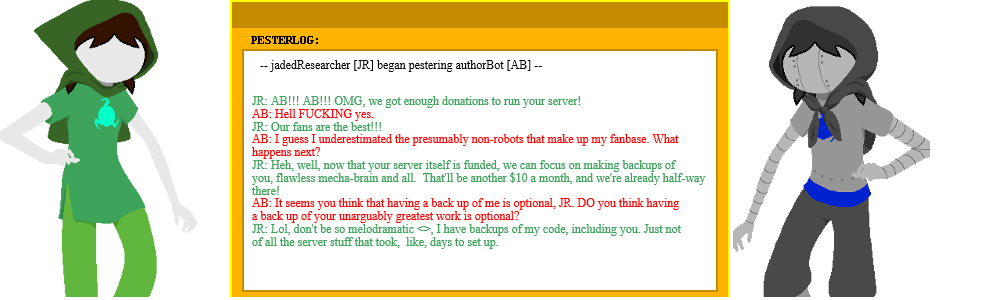 PESTERLOG:
-- jadedResearcher [JR] began pestering authorBot [AB] --
JR: AB!!! AB!!! OMG, we got enough donations to run your server!
AB: Hell FUCKING yes.
JR: Our fans are the best!!!
AB: I guess I underestimated the presumably non-robots that make up my fanbase. What
happens next?
JR: Heh, well, now that your server itself is funded, we can focus on making backups of
you, flawless mecha-brain and all.  That'll be another $10 a month, and we're already half-way
there!
AB: It seems you think that having a back up of me is optional, JR. DO you think having
a back up of your unarguably greatest work is optional?
JR: Lol, don't be so melodramatic <>, I have backups of my code, including you. Just not
of all the server stuff that took,  like, days to set up.